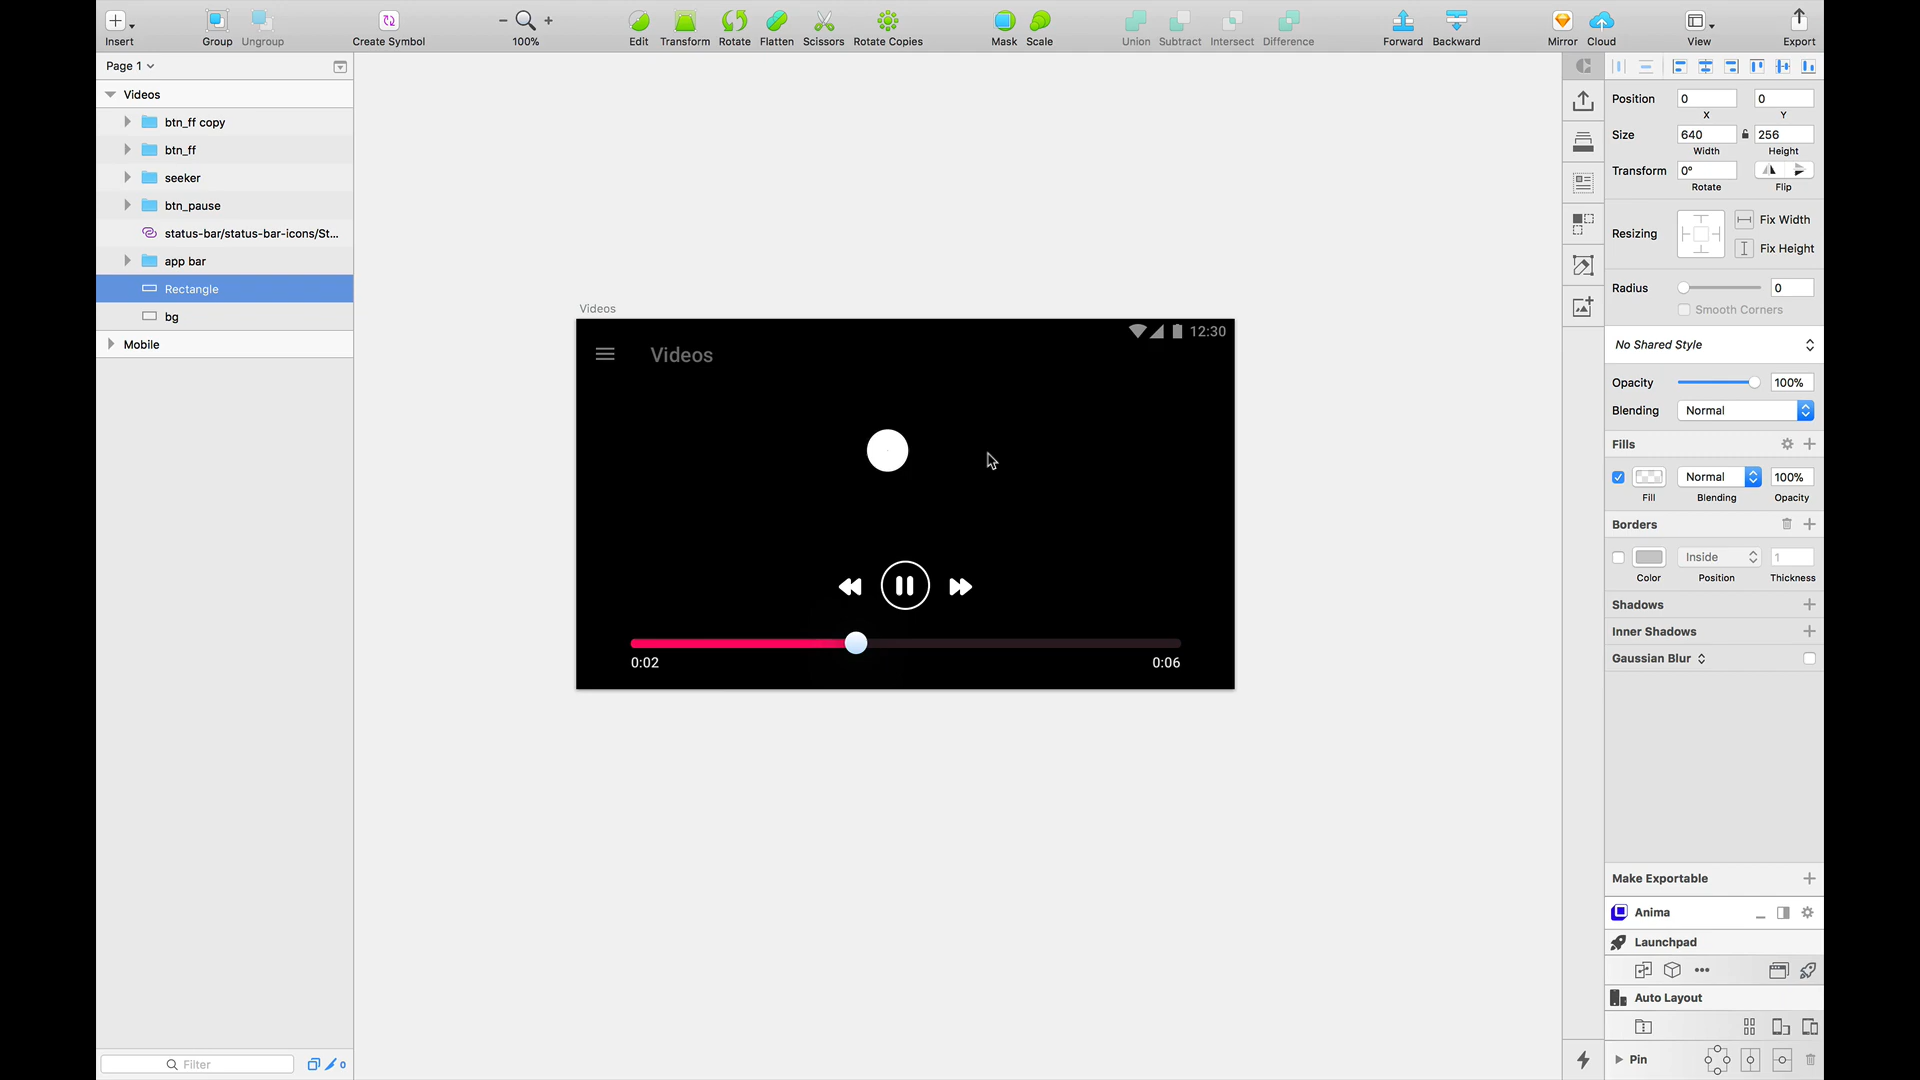 Insert
Group
Ungroup
Create Symbol
100%
Edit
Transform
Rotate
Flatten
Scissors
Rotate Copies
Mask
Scale
Union
Subtract
Intersect
Difference
Forward
Backward
Mirror
Cloud
View
Export
Page 1
Videos
btn_ff copy
btn_ff
seeker
btn_pause
status-bar/status-bar-icons/St...
app bar
Rectangle
bg
Mobile
Filter
0
Videos
12:30
Videos
0:02
0:06
Position
0
0
X
Y
Size
640
256
Width
Height
Transform
0°
Rotate
Flip
Resizing
Fix Width
Fix Height
Radius
0
Smooth Corners
No Shared Style
Opacity
100%
Blending
Normal
Fills
Normal
100%
Fill
Blending
Opacity
Borders
Inside
1
Color
Position
Thickness
Shadows
Inner Shadows
Gaussian Blur
Make Exportable
Anima
Launchpad
Auto Layout
Pin